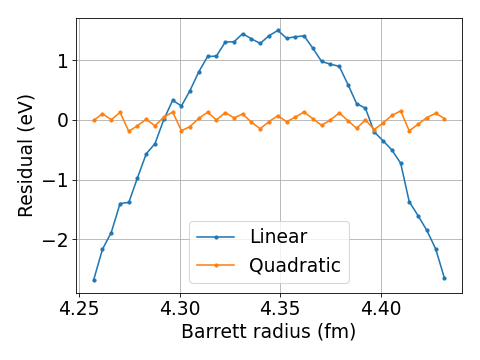 1
0
−1
−2
Residual (eV)
Linear
Quadratic
4.25
4.30
4.35
4.40
Barrett radius (fm)